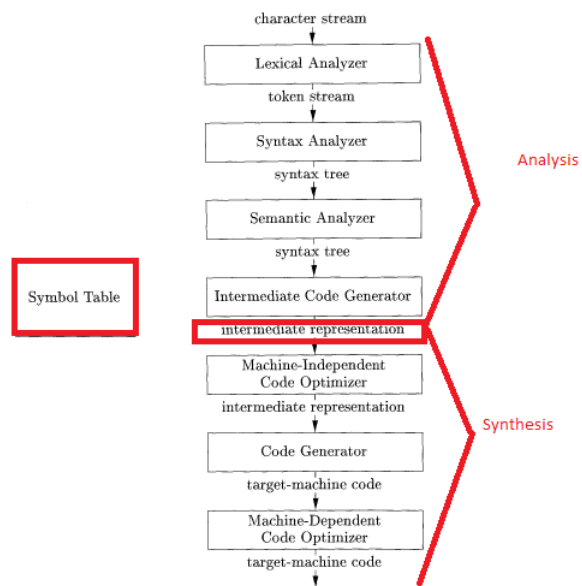 character stream
Lexical Analyzer
token stream
Syntax Analyzer
Analysis
syntax tree
Semantic Analyzer
syntax tree
Symbol Table
Intermediate Code Generator
intermediate representation
Machine-Independent
Code Optimizer
intermediate representation
Synthesis
Code Generator
target-machine code
Machine-Dependent
Code Optimizer
target-machine code